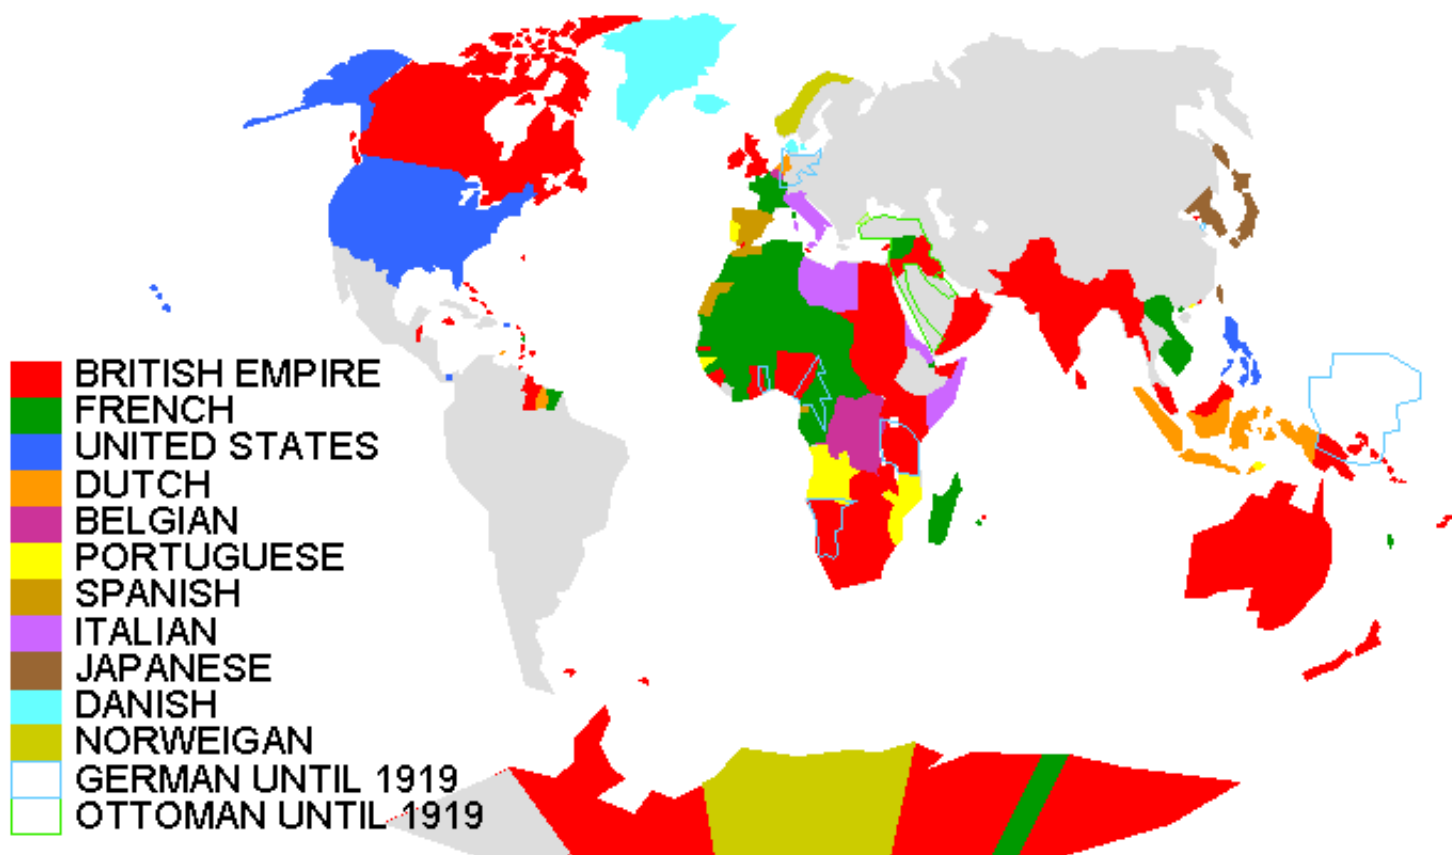 BRITISH EMPIRE
FRENCH
UNITED STATES
DUTCH
BELGIAN
PORTUGUESE
SPANISH
ITALIAN
JAPANESE
DANISH
NORWEIGAN
GERMAN UNTIL 1919
OTTOMAN UNTIL 1919